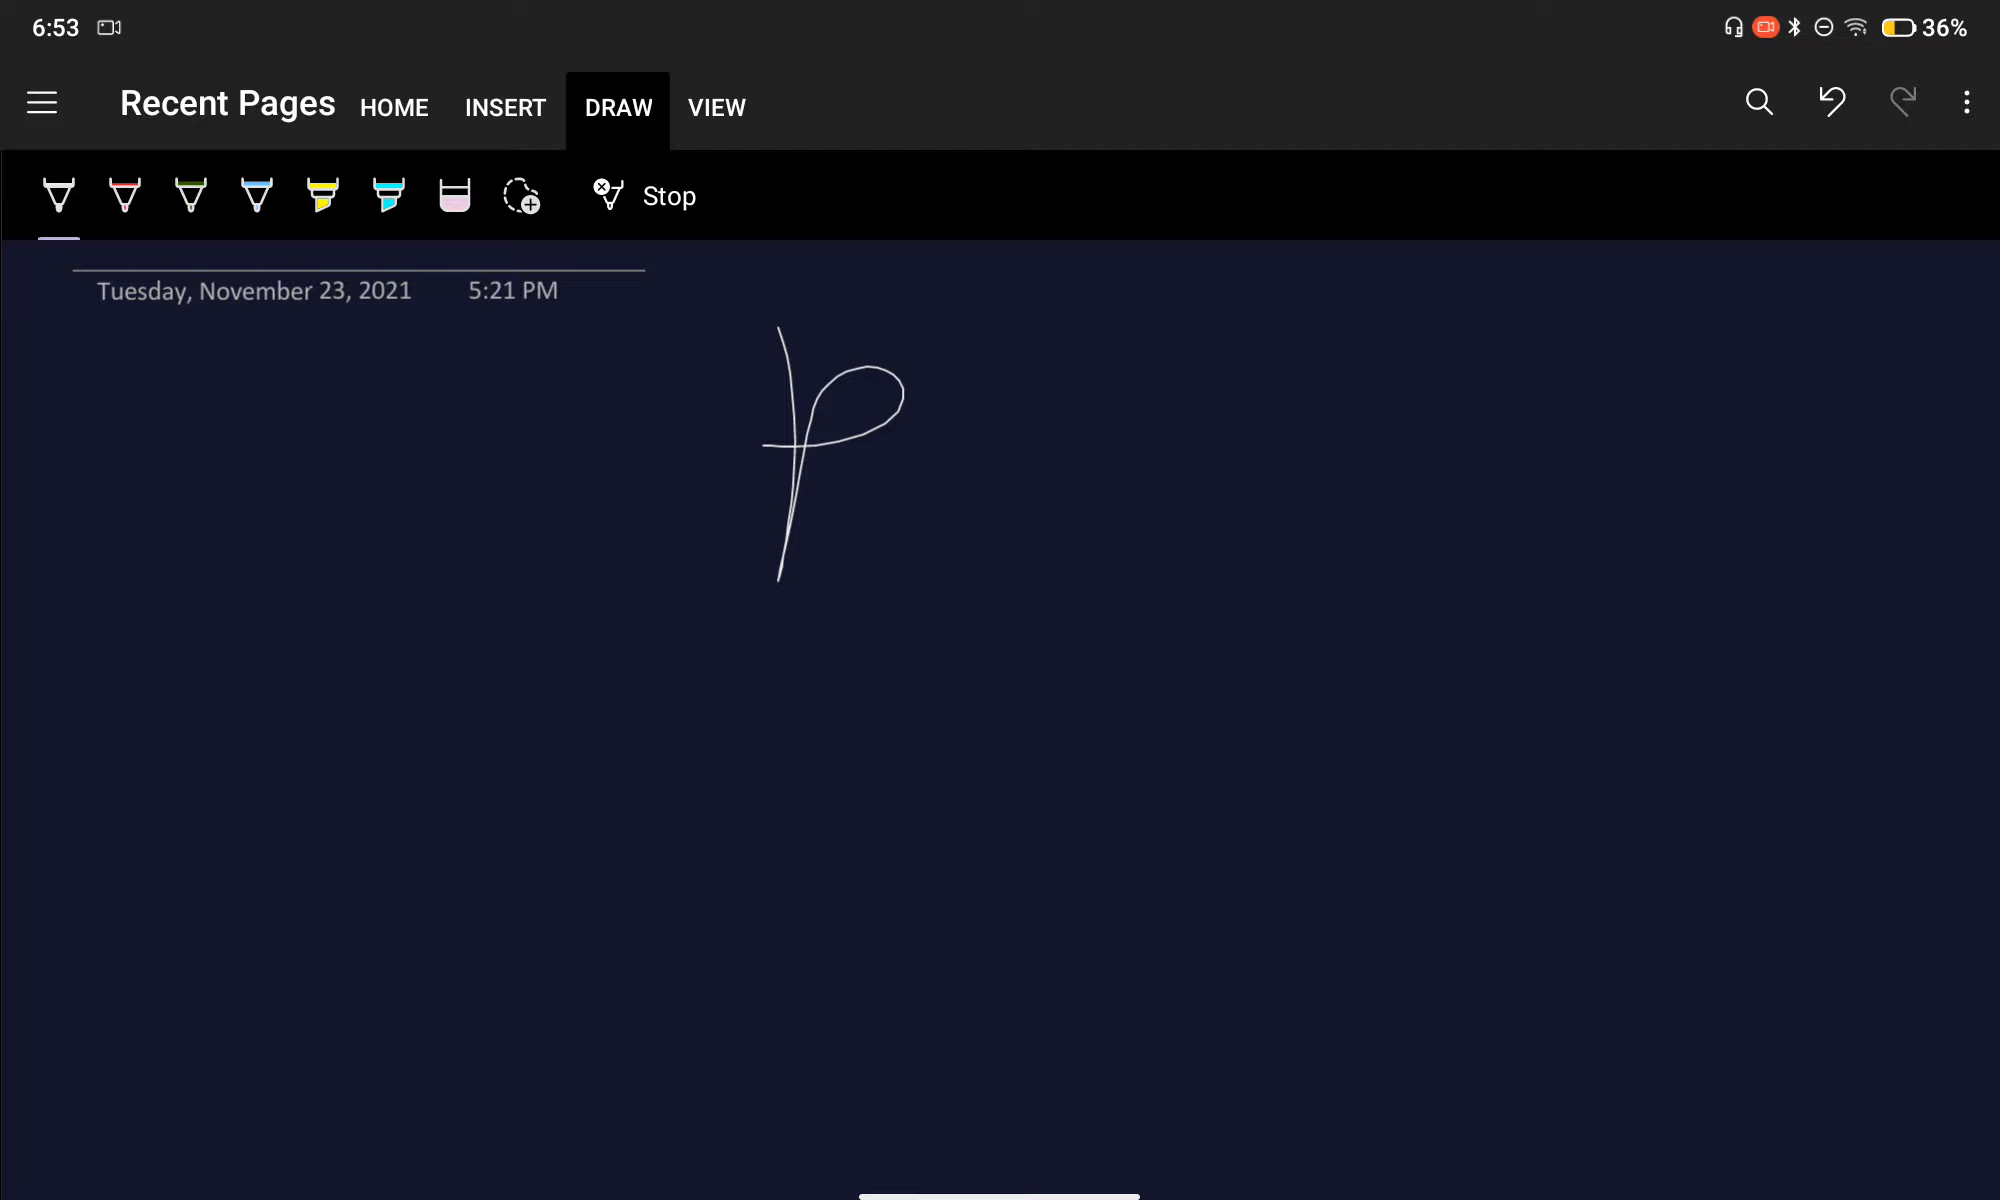 6:53 36%
Recent Pages HOME INSERT DRAW VIEW
Stop
Tuesday, November 23, 2021 5:21 PM
p